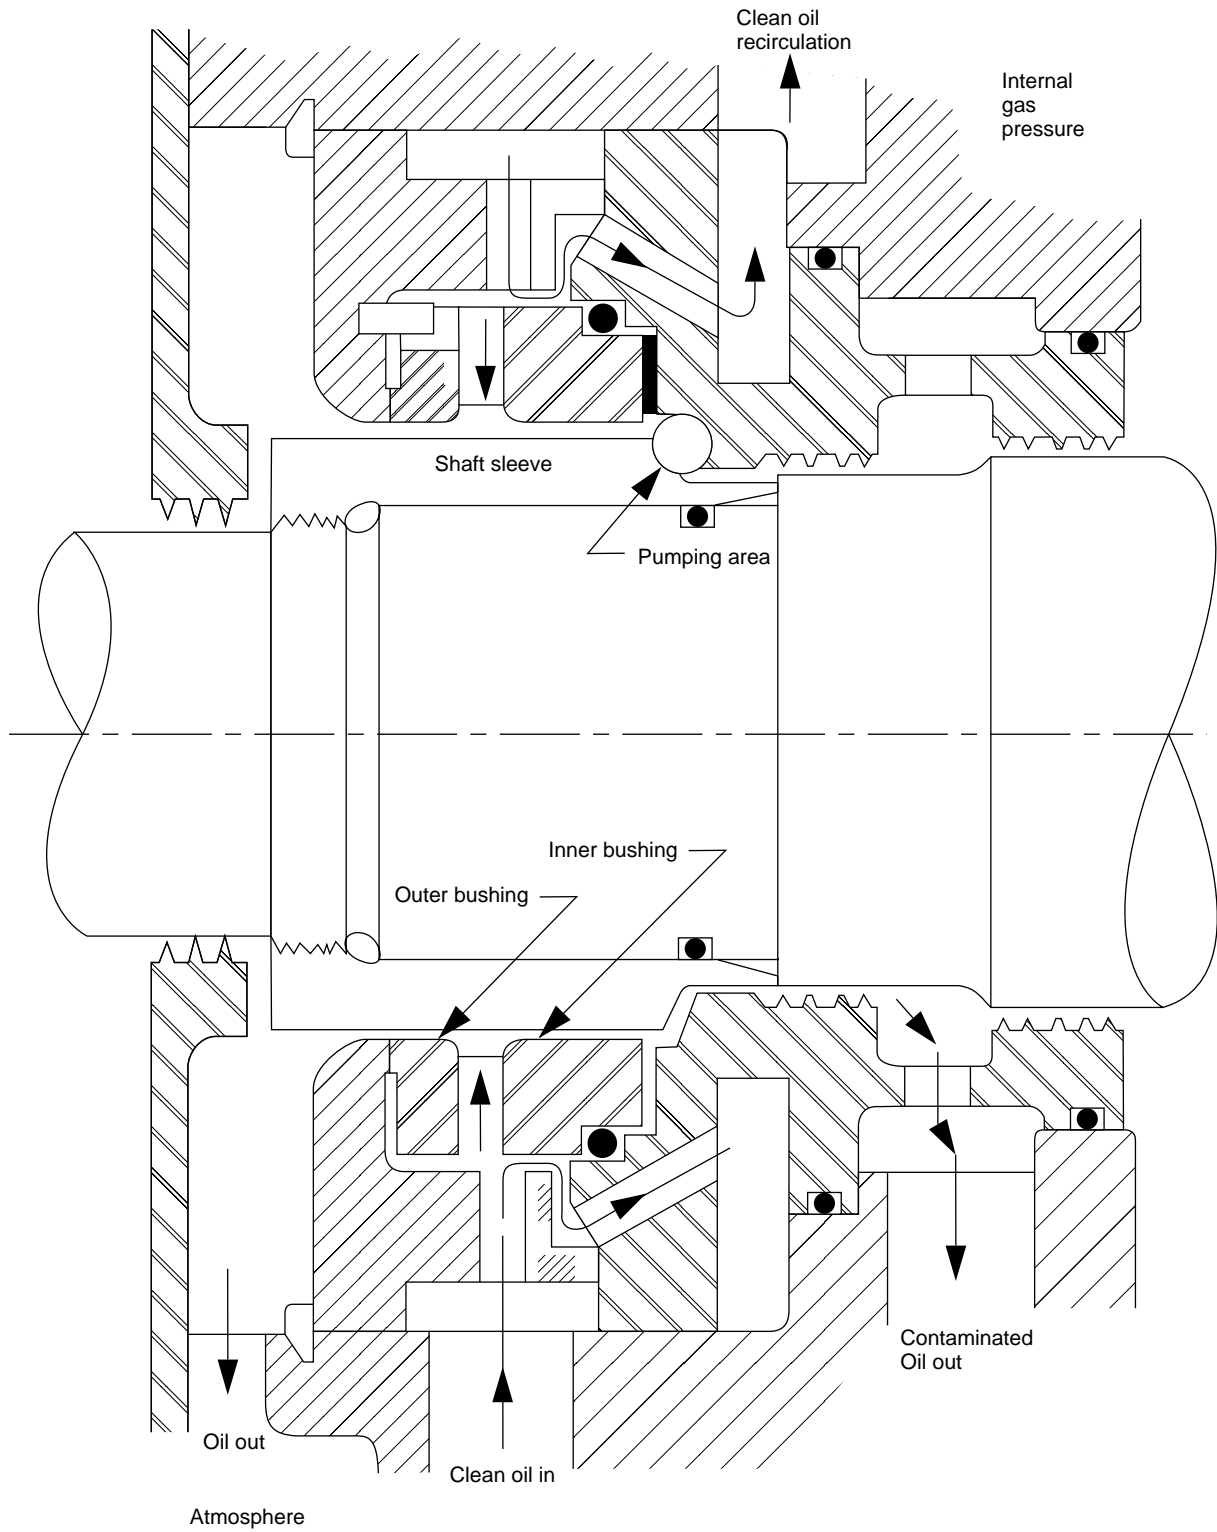 Clean oil
recirculation
Internal
gas
pressure
Shaft sleeve
Pumping area
Inner bushing
Outer bushing
Contaminated
Oil out
Oil out
Clean oil in
Atmosphere